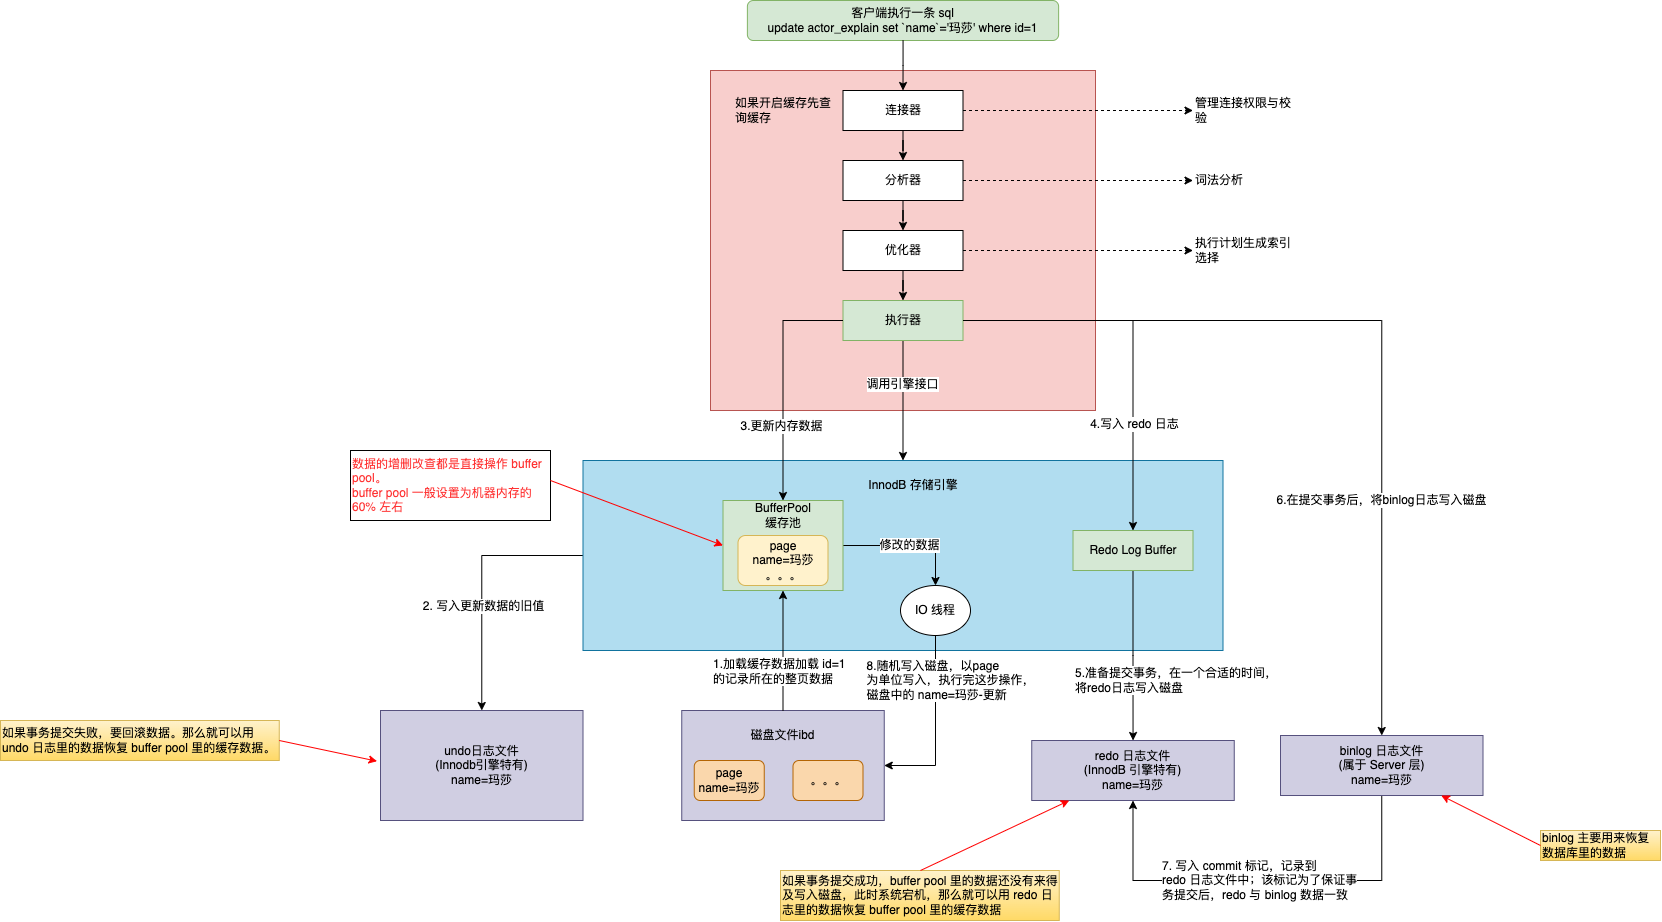 客户端执行一条 sql
update actor_explain set `name`='玛莎' where id=1
如果开启缓存先查
询缓存
连接器
管理连接权限与校
验
分析器
词法分析
优化器
执行计划生成索引
选择
执行器
调用引擎接口
3.更新内存数据
4.写入 redo 日志
数据的增删改查都是直接操作 buffer
pool。
buffer pool 一般设置为机器内存的
60% 左右
InnodB 存储引擎
6.在提交事务后，将binlog日志写入磁盘
BufferPool
缓存池
page
name=玛莎
。。。
修改的数据
Redo Log Buffer
IO 线程
2. 写入更新数据的旧值
1.加载缓存数据加载 id=1
的记录所在的整页数据
8.随机写入磁盘，以page
为单位写入，执行完这步操作，
磁盘中的 name=玛莎-更新
5.准备提交事务，在一个合适的时间，
将redo日志写入磁盘
如果事务提交失败，要回滚数据。那么就可以用
undo 日志里的数据恢复 buffer pool 里的缓存数据。
undo日志文件
(Innodb引擎特有)
name=玛莎
磁盘文件ibd
page
name=玛莎
。。。
redo 日志文件
(InnodB 引擎特有)
name=玛莎
binlog 日志文件
(属于 Server 层)
name=玛莎
binlog 主要用来恢复
数据库里的数据
7. 写入 commit 标记，记录到
redo 日志文件中；该标记为了保证事
务提交后，redo 与 binlog 数据一致
如果事务提交成功，buffer pool 里的数据还没有来得
及写入磁盘，此时系统宕机，那么就可以用 redo 日
志里的数据恢复 buffer pool 里的缓存数据